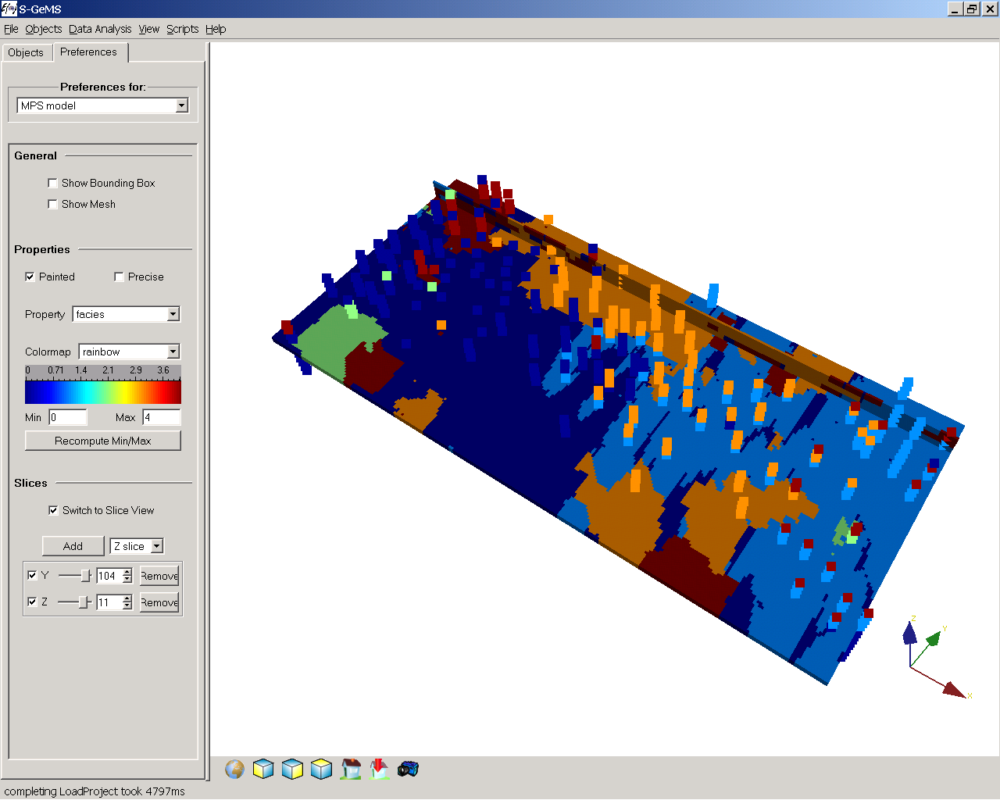 S-GeMS
File Objects Data Analysis View Scripts Help
Objects Preferences
Preferences for:
MPS model
General
Show Bounding Box
Show Mesh
Properties
Painted Precise
Property facies
Colormap rainbow
0 0.71 1.4 2.1 2.9 3.6
Min 0 Max 4
Recompute Min/Max
Slices
Switch to Slice View
Add Z slice
Y 104 Remove
Z 11 Remove
Z
Y
X
completing LoadProject took 4797ms